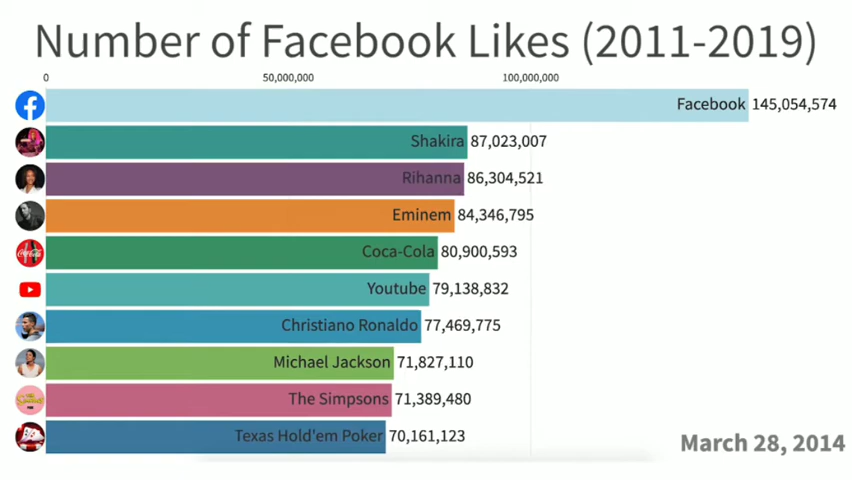 Number of Facebook Likes (2011-2019)
0 50,000,000 100,000,000
Facebook 145,054,574
Shakira 87,023,007
Rihanna 86,304,521
Eminem 84,346,795
Coca-Cola 80,900,593
Youtube 79,138,832
Christiano Ronaldo 77,469,775
Michael Jackson 71,827,110
The Simpsons 71,389,480
Texas Hold'em Poker 70,161,123
March 28, 2014